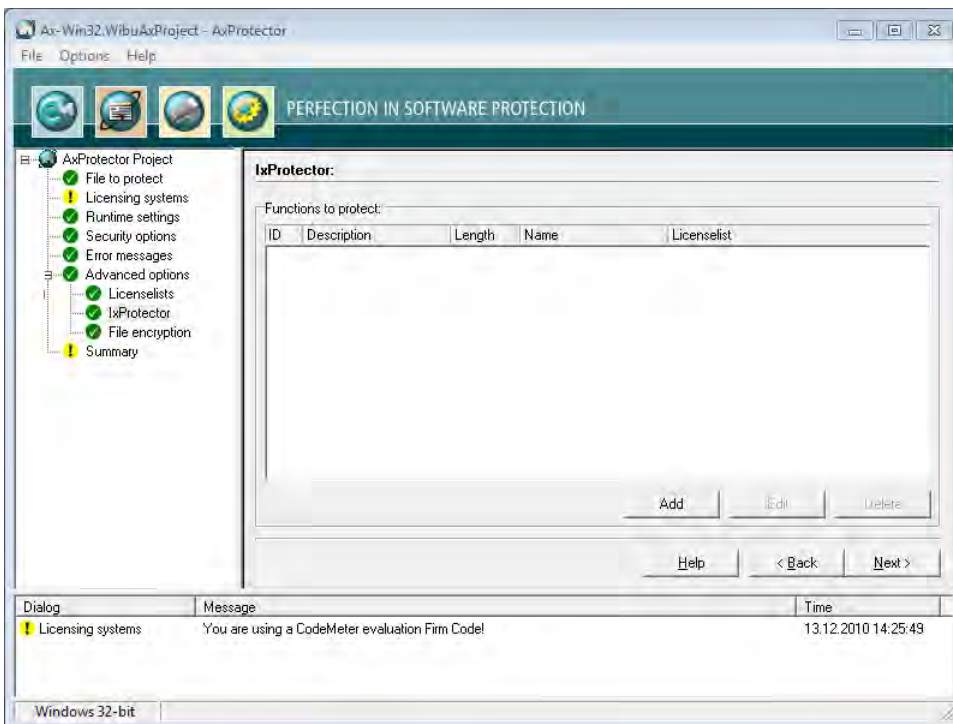 Ax-Win32.WibuAxProject - AxProtector
File Options Help
PERFECTION IN SOFTWARE PROTECTION
AxProtector Project
File to protect
Licensing systems
Runtime settings
Security options
Error messages
Advanced options
Licenselists
IxProtector
File encryption
Summary
IxProtector:
Functions to protect:
ID Description Length Name Licenselist
Add Edit Delete
Help < Back Next >
Dialog Message Time
Licensing systems You are using a CodeMeter evaluation Firm Code! 13.12.2010 14:25:49
Windows 32-bit